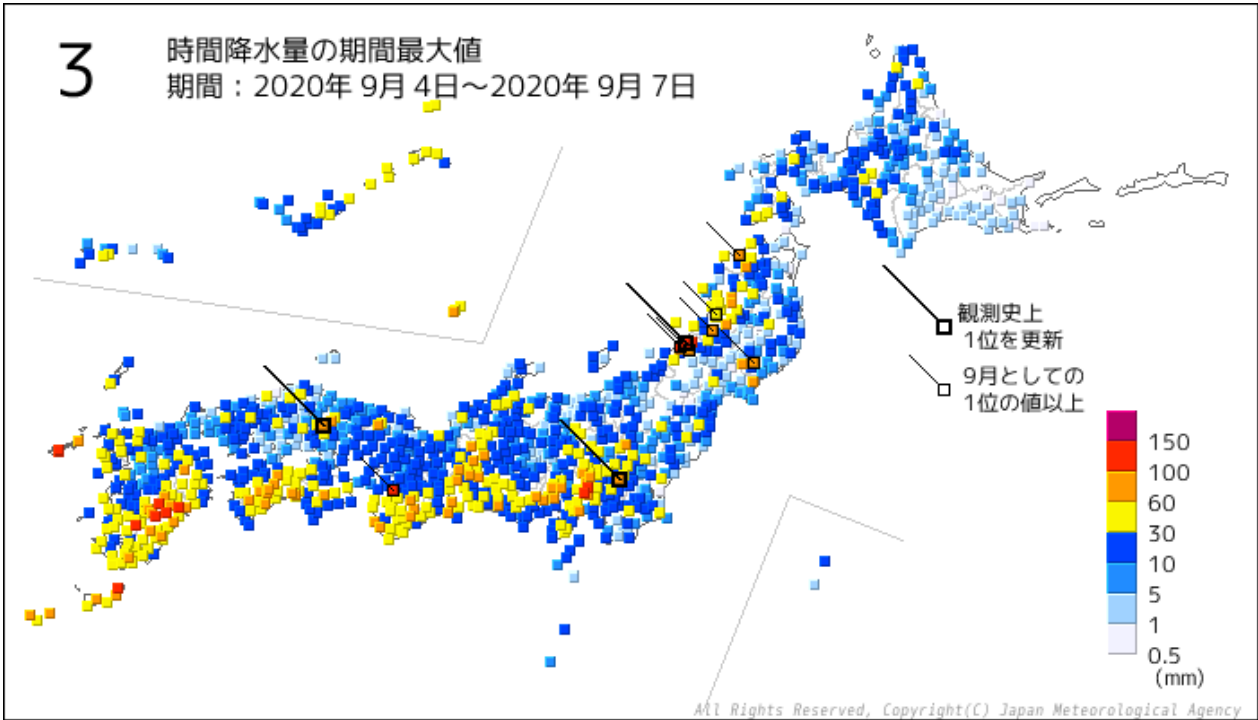 3
時間降水量の期間最大値
期間：2020年 9月 4日～2020年 9月 7日
観測史上
1位を更新
9月としての
1位の値以上
150
100
60
30
10
5
1
0.5
(mm)
All Rights Reserved, Copyright(C) Japan Meteorological Agency